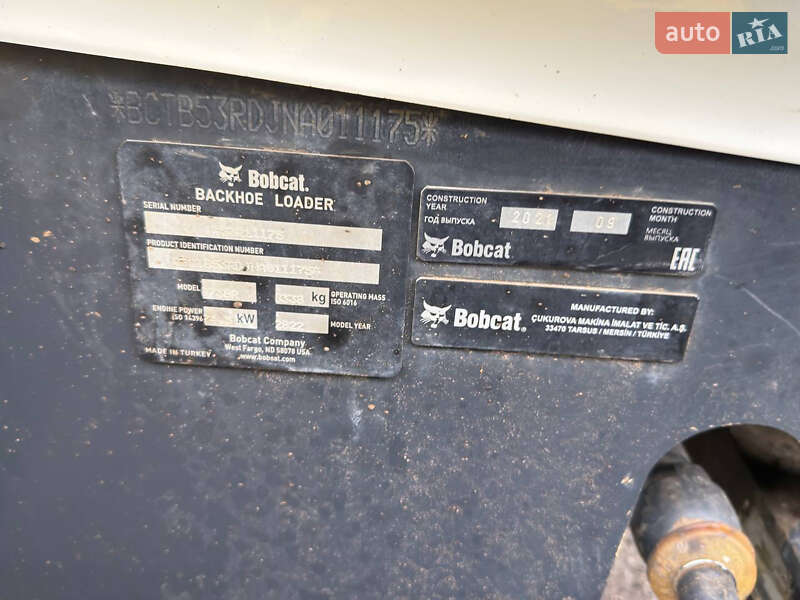 auto RIA .com
*BCTB53RDJNA011175*
Bobcat.
BACKHOE LOADER
SERIAL NUMBER
PRODUCT IDENTIFICATION NUMBER
MODEL
kg
OPERATING MASS
ISO 6016
ENGINE POWER
(ISO 14396)
kW
2022
MODEL YEAR
Bobcat Company
West Fargo, ND 58078 USA
www.bobcat.com
MADE IN TURKEY
CONSTRUCTION
YEAR
ГОД ВЫПУСКА
09
CONSTRUCTION
MONTH
МЕСЯЦ
ВЫПУСКА
Bobcat
EAC
Bobcat.
MANUFACTURED BY:
ÇUKUROVA MAKİNA İMALAT VE TİC. A.Ş.
33470 TARSUS / MERSİN / TÜRKİYE